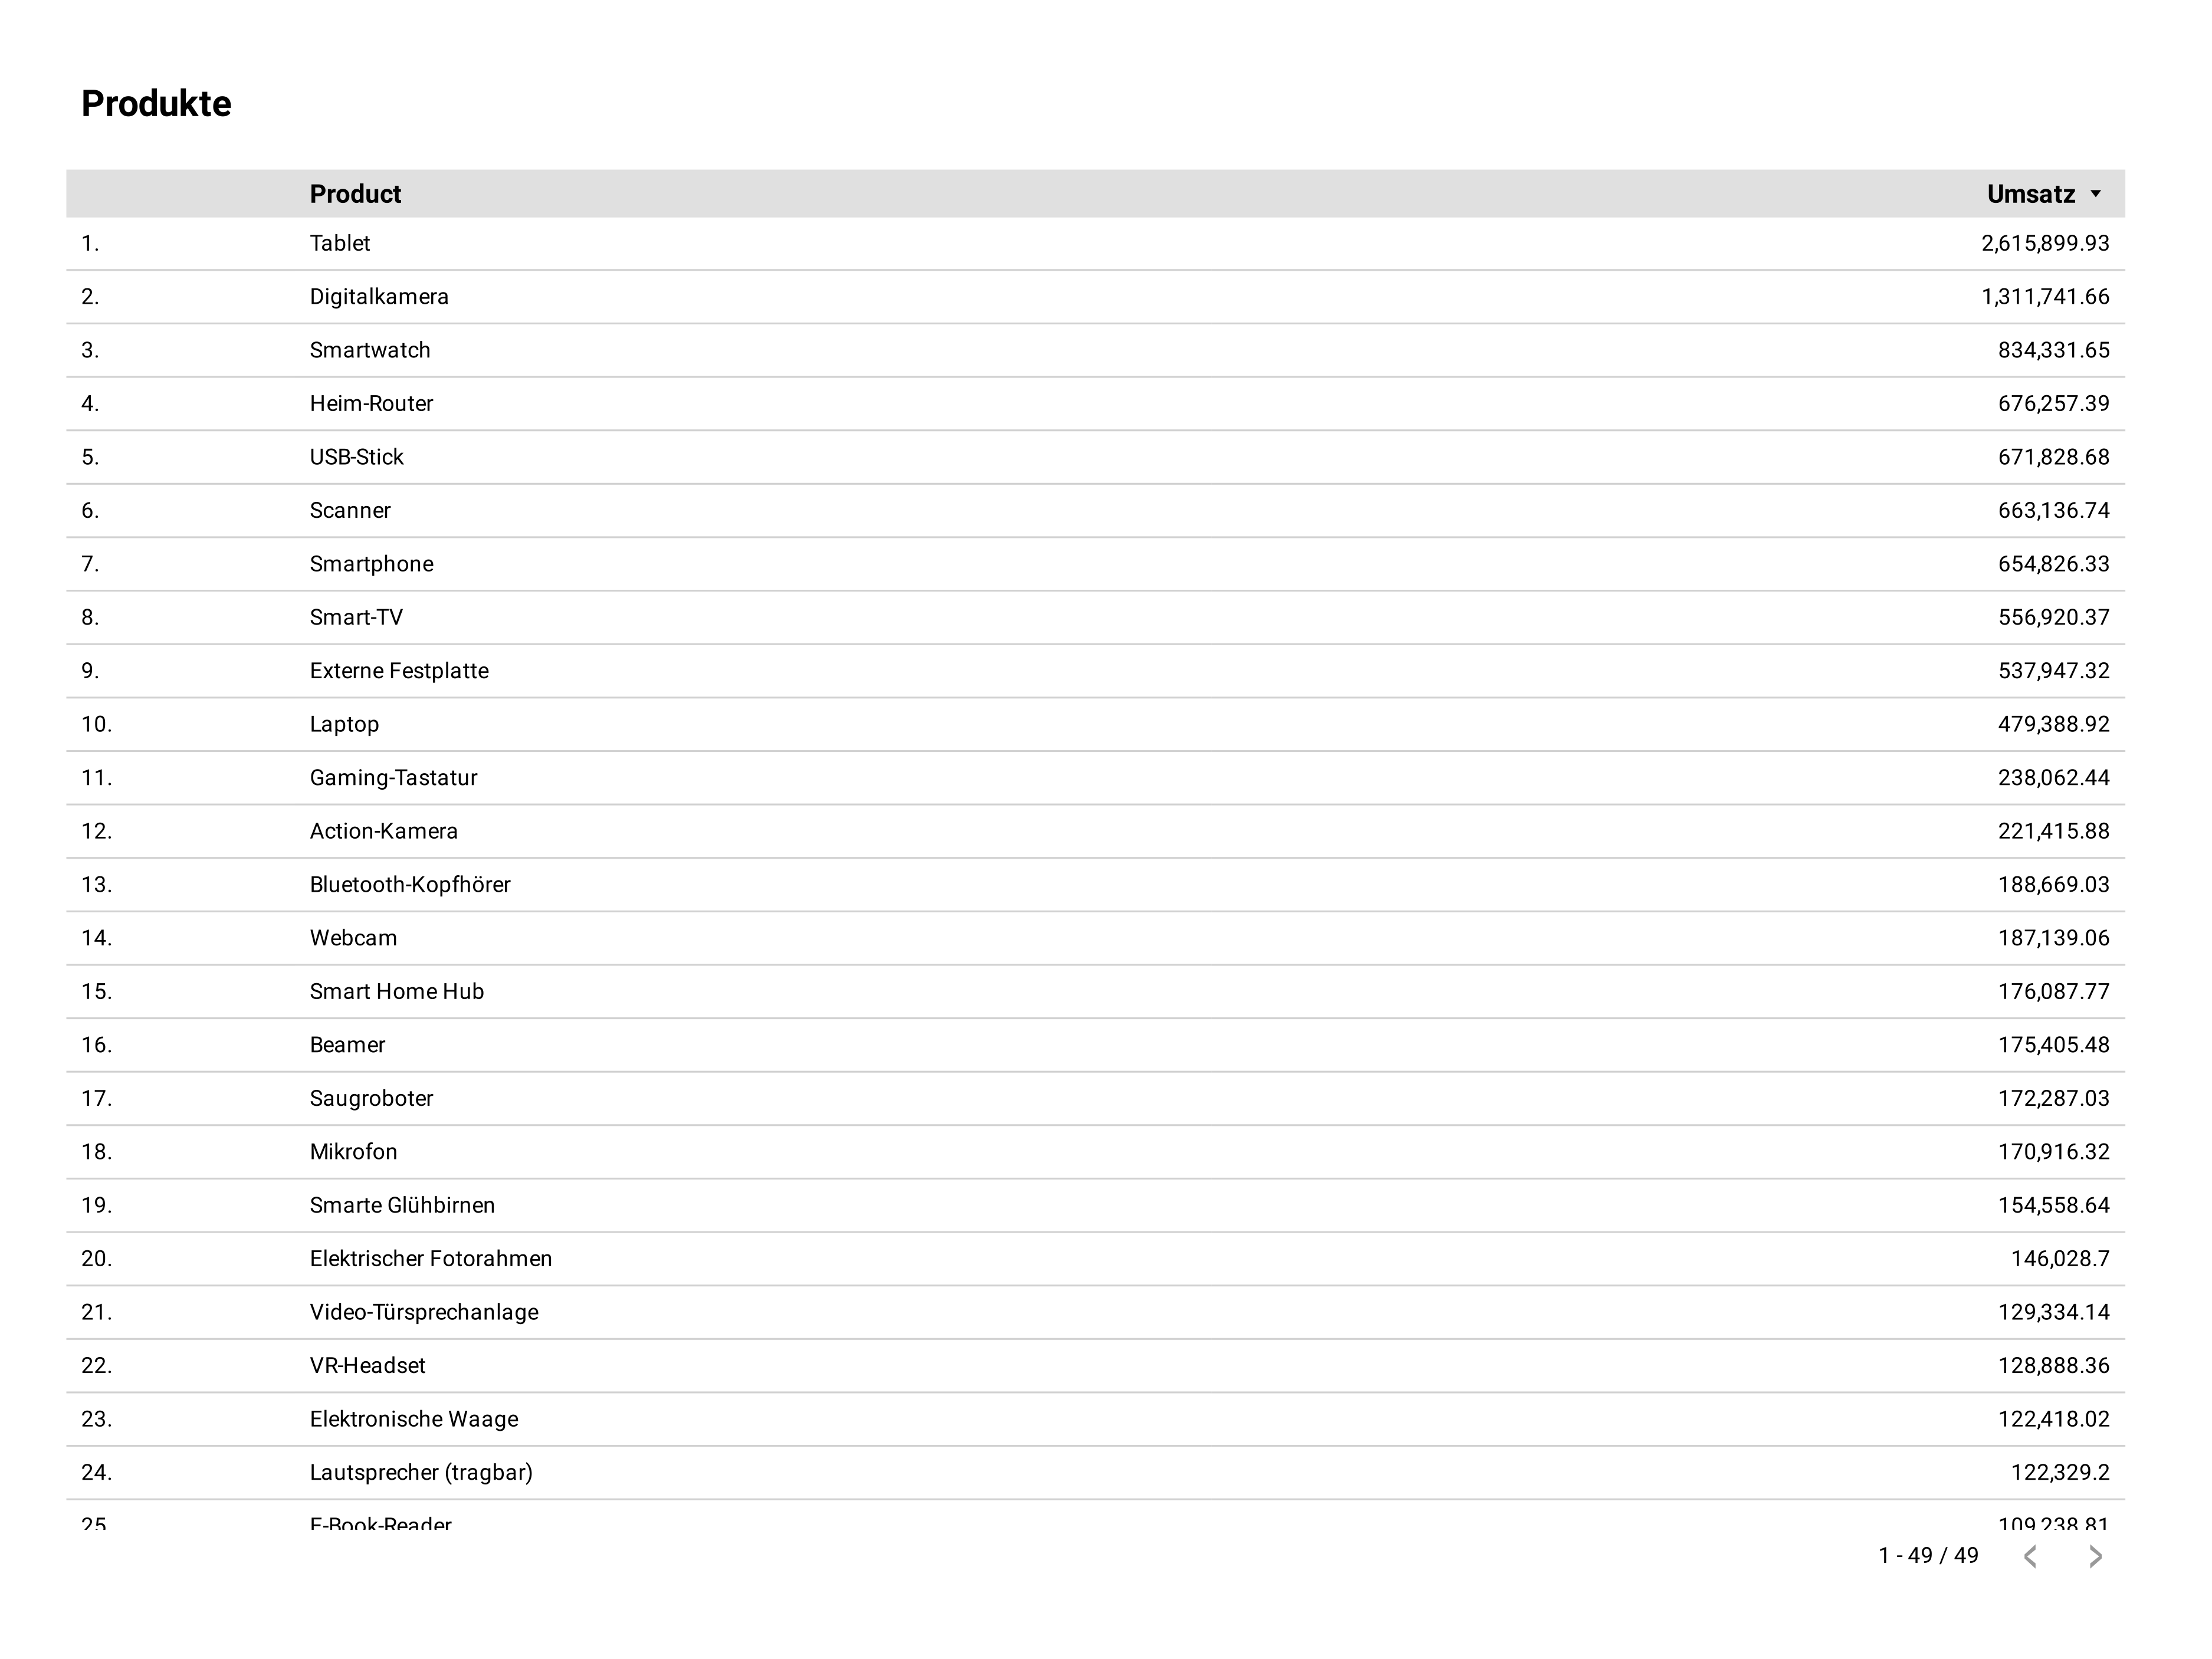 Produkte
Product Umsatz
1. Tablet 2,615,899.93
2. Digitalkamera 1,311,741.66
3. Smartwatch 834,331.65
4. Heim-Router 676,257.39
5. USB-Stick 671,828.68
6. Scanner 663,136.74
7. Smartphone 654,826.33
8. Smart-TV 556,920.37
9. Externe Festplatte 537,947.32
10. Laptop 479,388.92
11. Gaming-Tastatur 238,062.44
12. Action-Kamera 221,415.88
13. Bluetooth-Kopfhörer 188,669.03
14. Webcam 187,139.06
15. Smart Home Hub 176,087.77
16. Beamer 175,405.48
17. Saugroboter 172,287.03
18. Mikrofon 170,916.32
19. Smarte Glühbirnen 154,558.64
20. Elektrischer Fotorahmen 146,028.7
21. Video-Türsprechanlage 129,334.14
22. VR-Headset 128,888.36
23. Elektronische Waage 122,418.02
24. Lautsprecher (tragbar) 122,329.2
25. E-Book-Reader 109,238.81
1 - 49 / 49